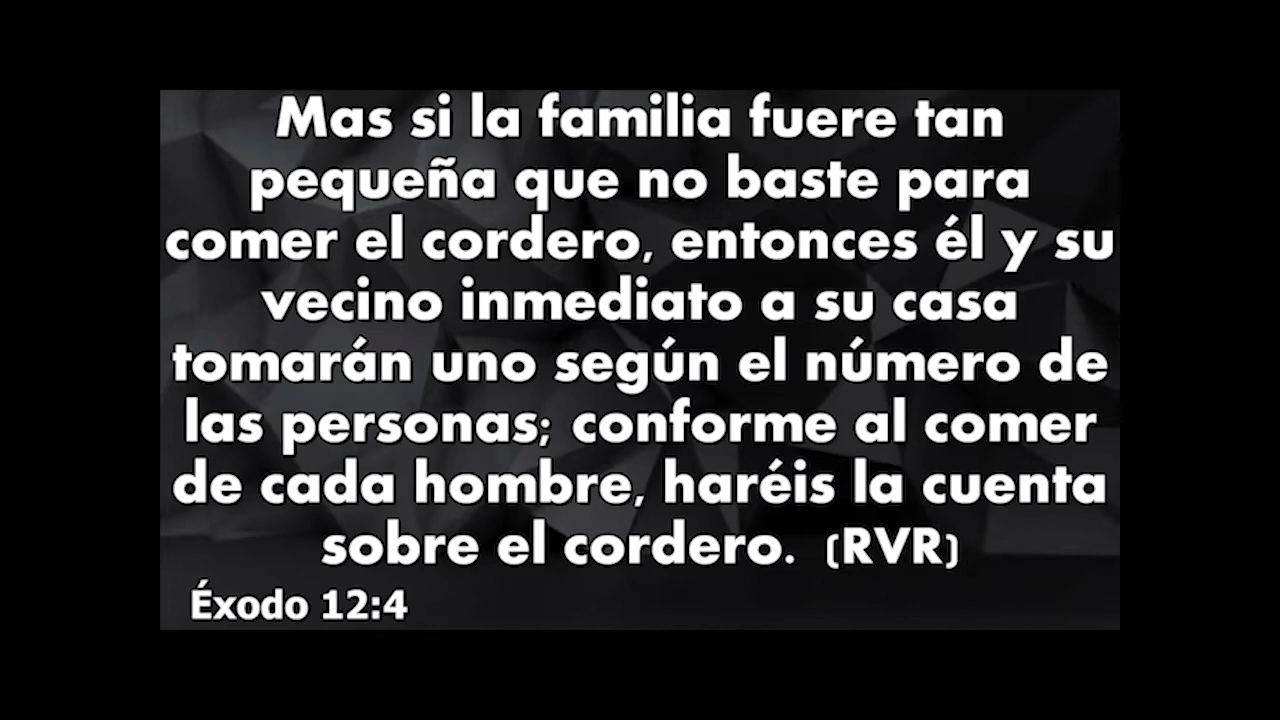 Mas si la familia fuere tan
pequeña que no baste para
comer el cordero, entonces él y su
vecino inmediato a su casa
tomarán uno según el número de
las personas; conforme al comer
de cada hombre, haréis la cuenta
sobre el cordero. (RVR)
Éxodo 12:4